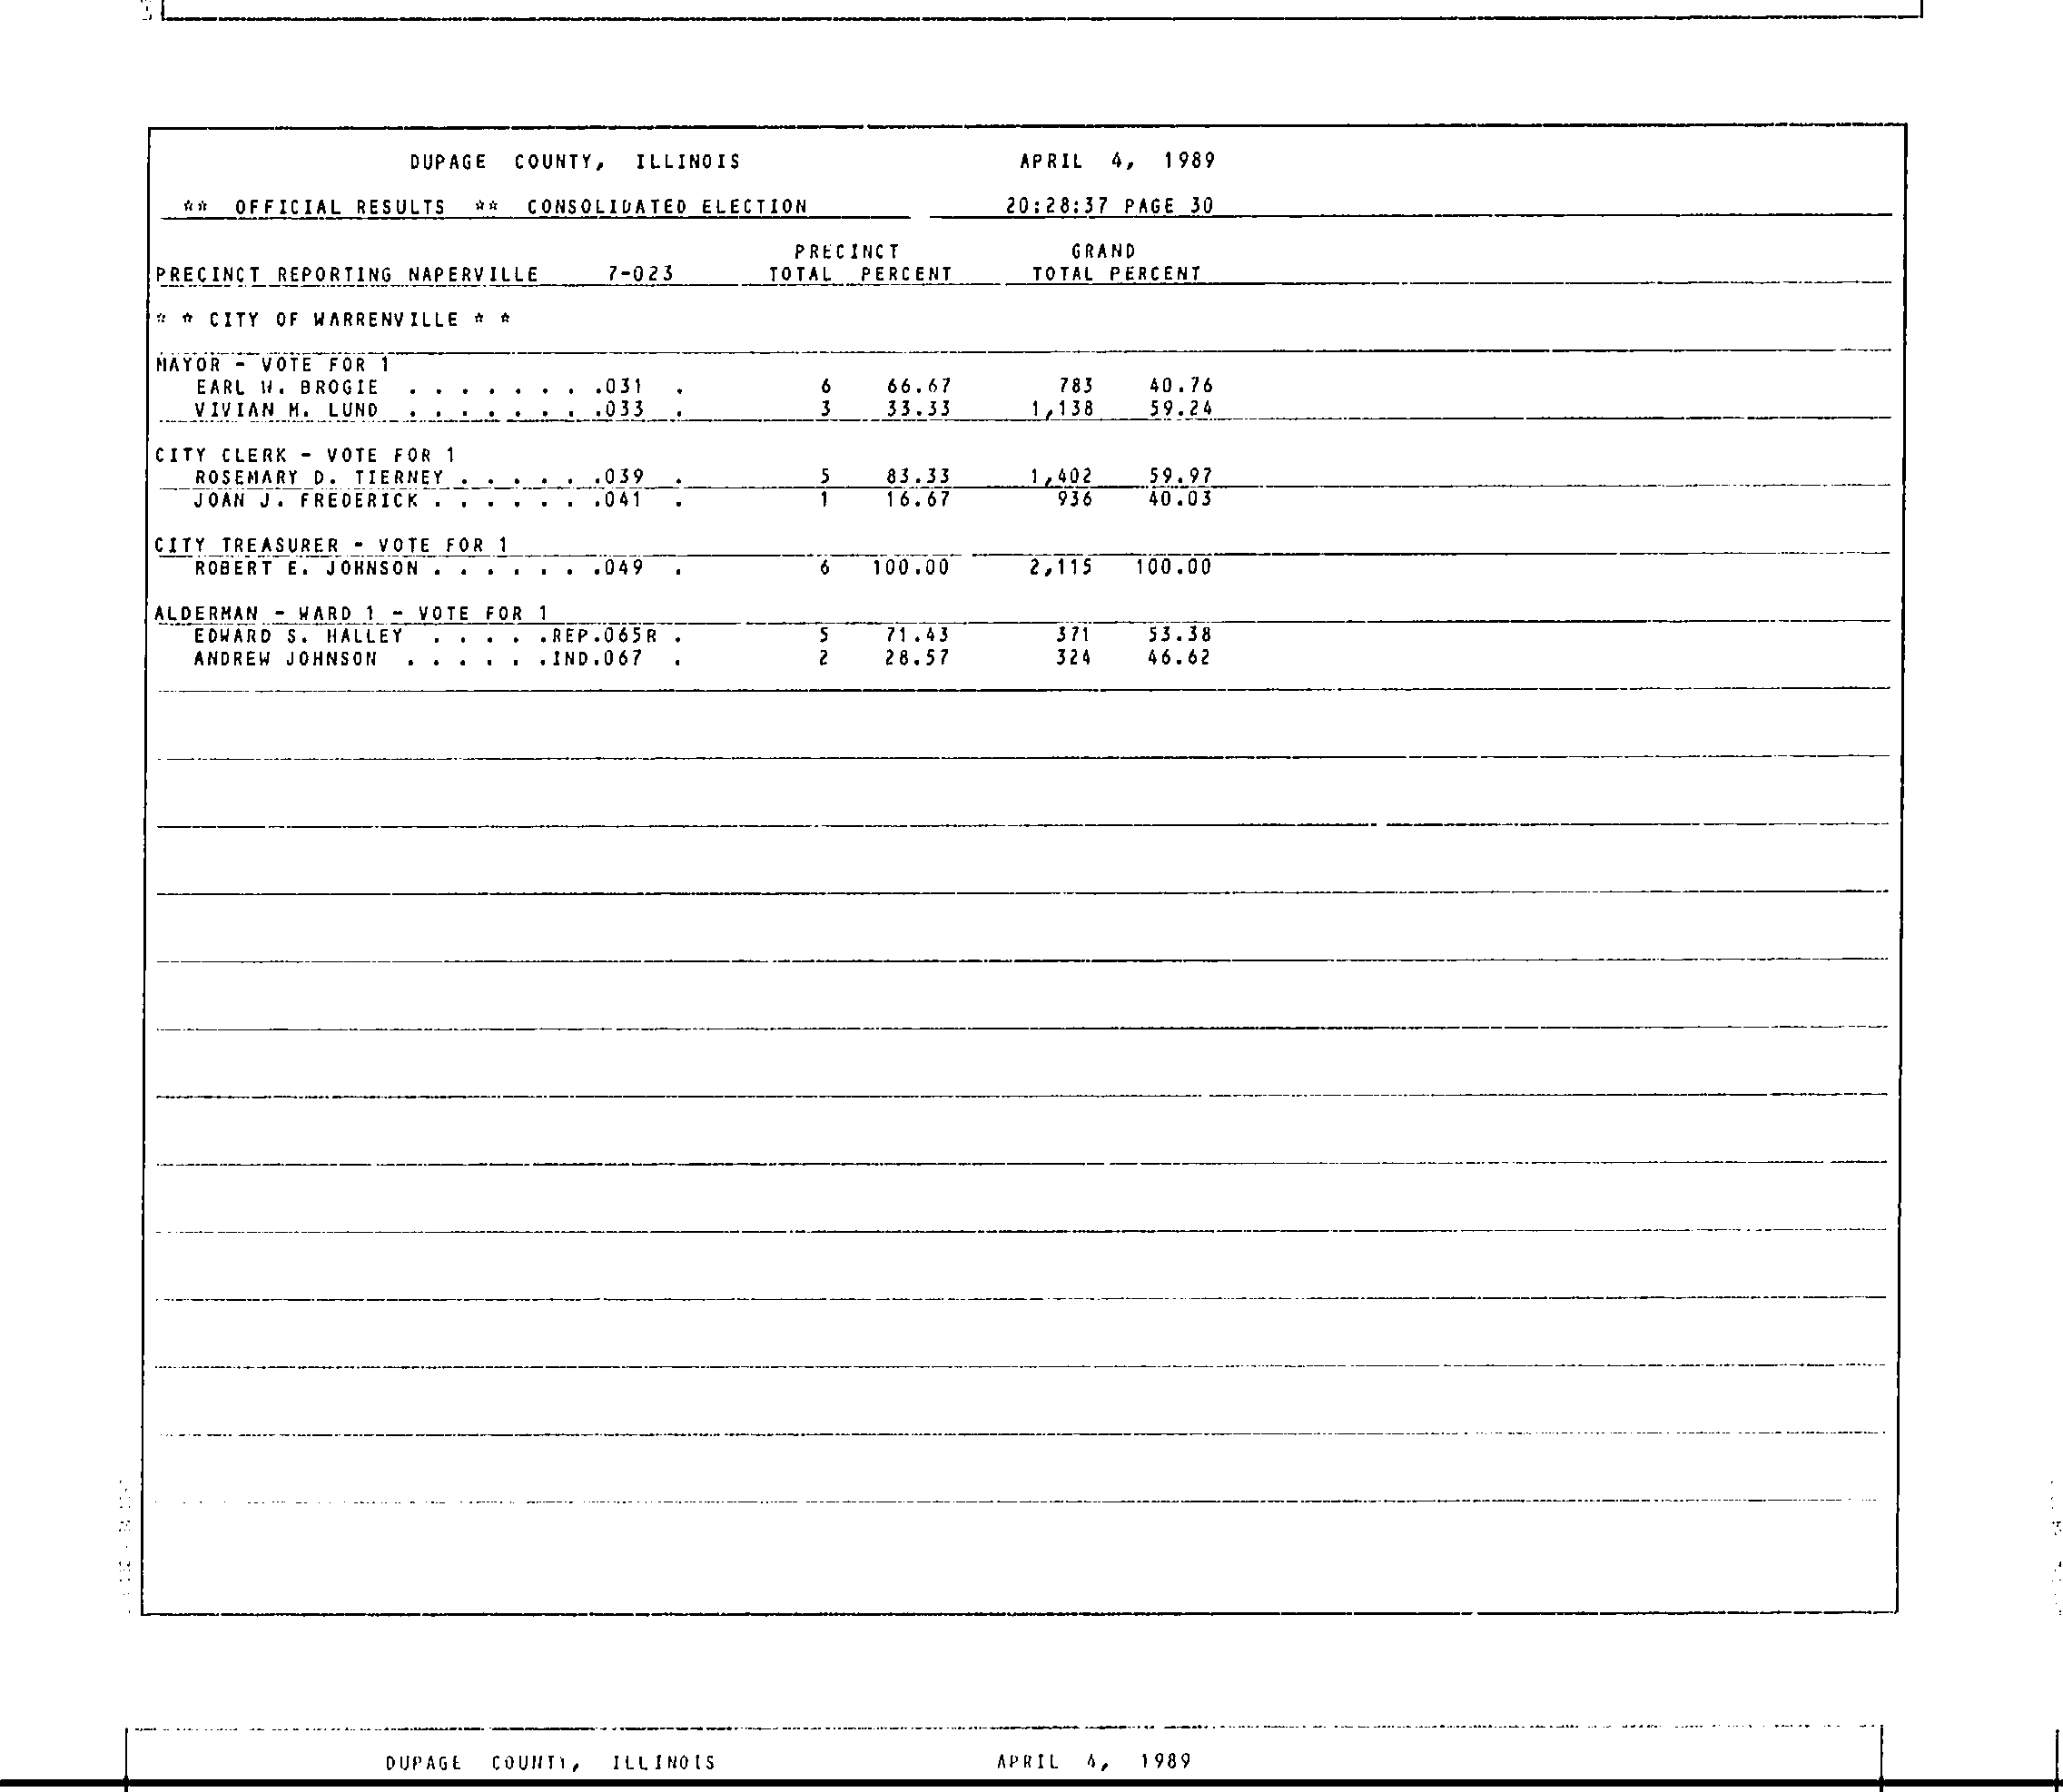 DUPAGE COUNTY, ILLINOIS APRIL 4, 1989
** OFFICIAL RESULTS ** CONSOLIDATED ELECTION 20:28:37 PAGE 30
PRECINCT GRAND
PRECINCT REPORTING NAPERVILLE 7-023 TOTAL PERCENT TOTAL PERCENT
* * CITY OF WARRENVILLE * *
MAYOR - VOTE FOR 1
EARL W. BROGIE . . . . . . . .031 . 6 66.67 783 40.76
VIVIAN M. LUND . . . . . . . .033 . 3 33.33 1,138 59.24
CITY CLERK - VOTE FOR 1
ROSEMARY D. TIERNEY . . . . . .039 . 5 83.33 1,402 59.97
JOAN J. FREDERICK . . . . . . .041 . 1 16.67 936 40.03
CITY TREASURER - VOTE FOR 1
ROBERT E. JOHNSON . . . . . . .049 . 6 100.00 2,115 100.00
ALDERMAN - WARD 1 - VOTE FOR 1
EDWARD S. HALLEY . . . . .REP.065R . 5 71.43 371 53.38
ANDREW JOHNSON . . . . . .IND.067 . 2 28.57 324 46.62
DUPAGE COUNTY, ILLINOIS APRIL 4, 1989